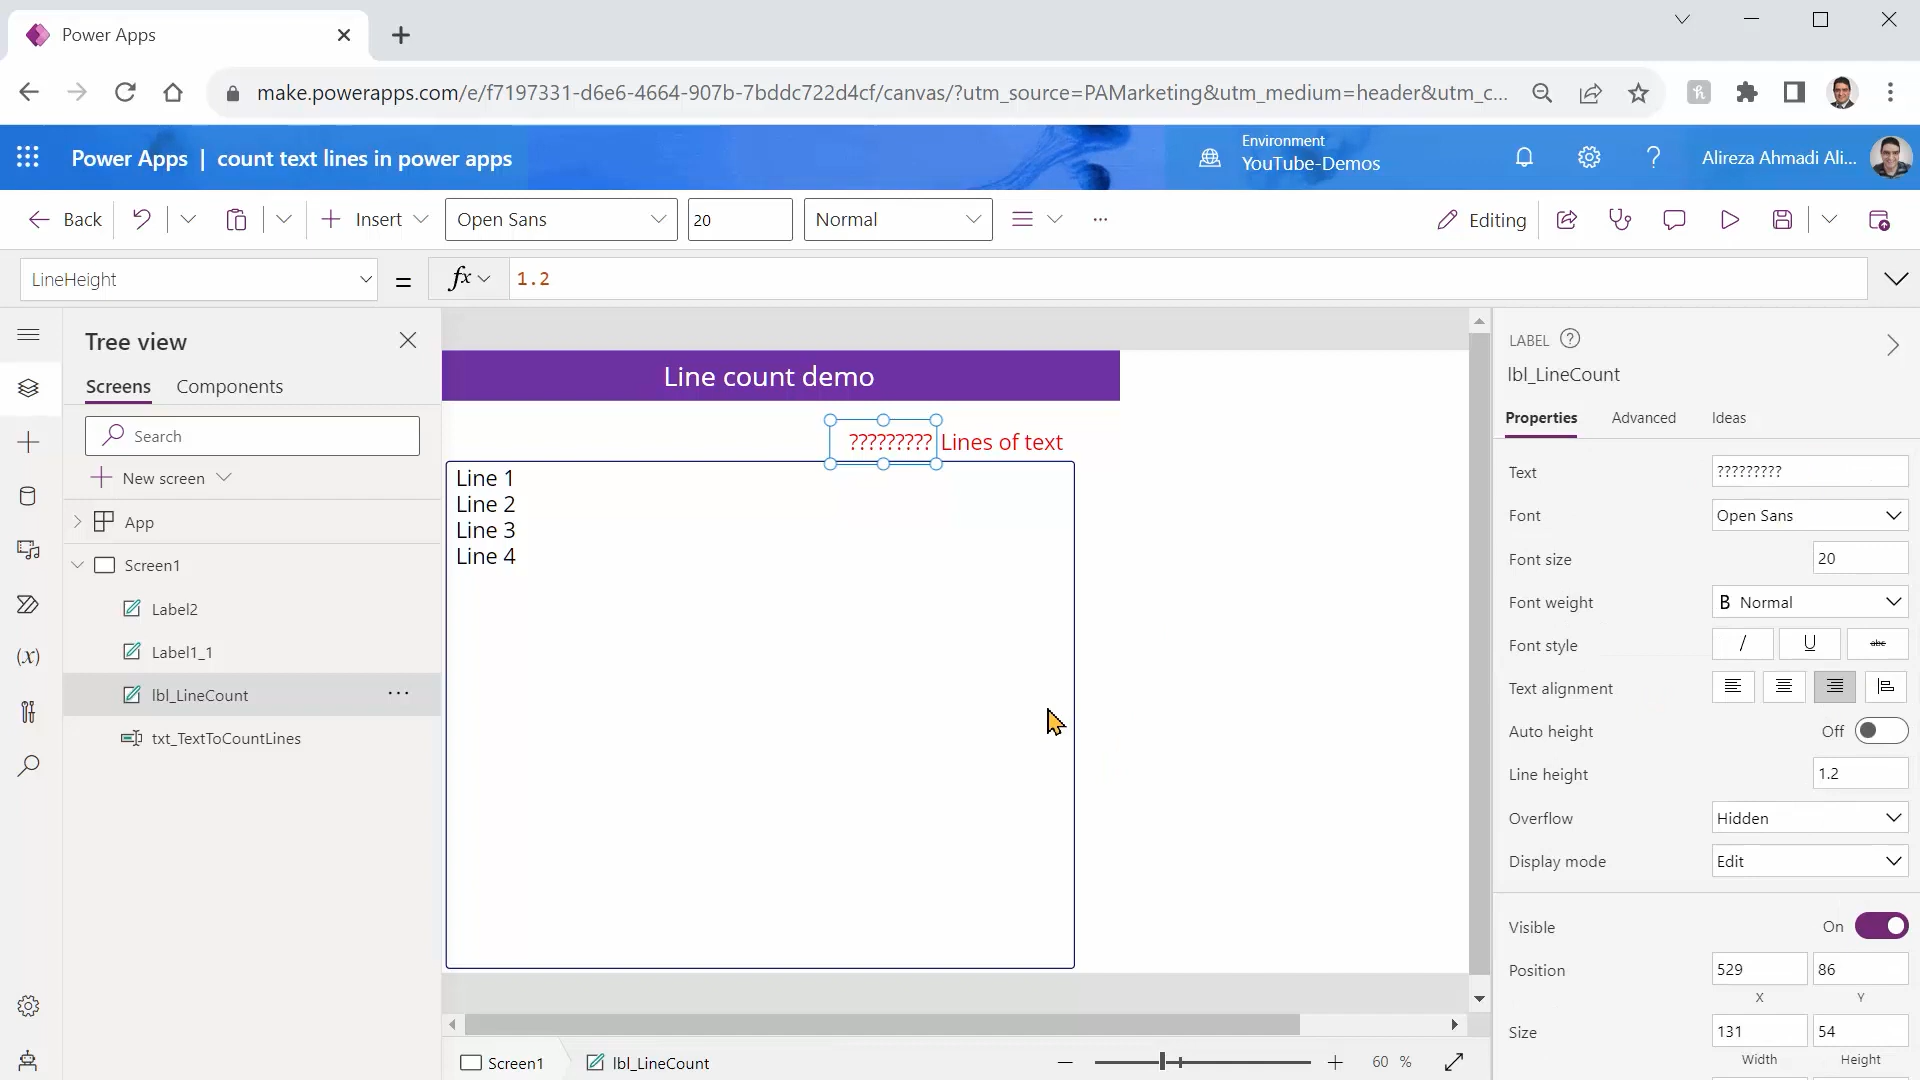 Power Apps
make.powerapps.com/e/f7197331-d6e6-4664-907b-7bddc722d4cf/canvas/?utm_source=PAMarketing&utm_medium=header&utm_c...
Power Apps | count text lines in power apps
Environment
YouTube-Demos
Alireza Ahmadi Ali...
Back
Insert
Open Sans
20
Normal
...
Editing
LineHeight
=
fx
1.2
Tree view
Screens
Components
Search
New screen
App
Screen1
Label2
Label1_1
lbl_LineCount
...
txt_TextToCountLines
(x)
Line count demo
????????? Lines of text
Line 1
Line 2
Line 3
Line 4
Screen1
lbl_LineCount
60 %
LABEL
lbl_LineCount
Properties
Advanced
Ideas
Text ?????????
Font Open Sans
Font size 20
Font weight B Normal
Font style / U abc
Text alignment
Auto height Off
Line height 1.2
Overflow Hidden
Display mode Edit
Visible On
Position 529 86
X Y
Size 131 54
Width Height